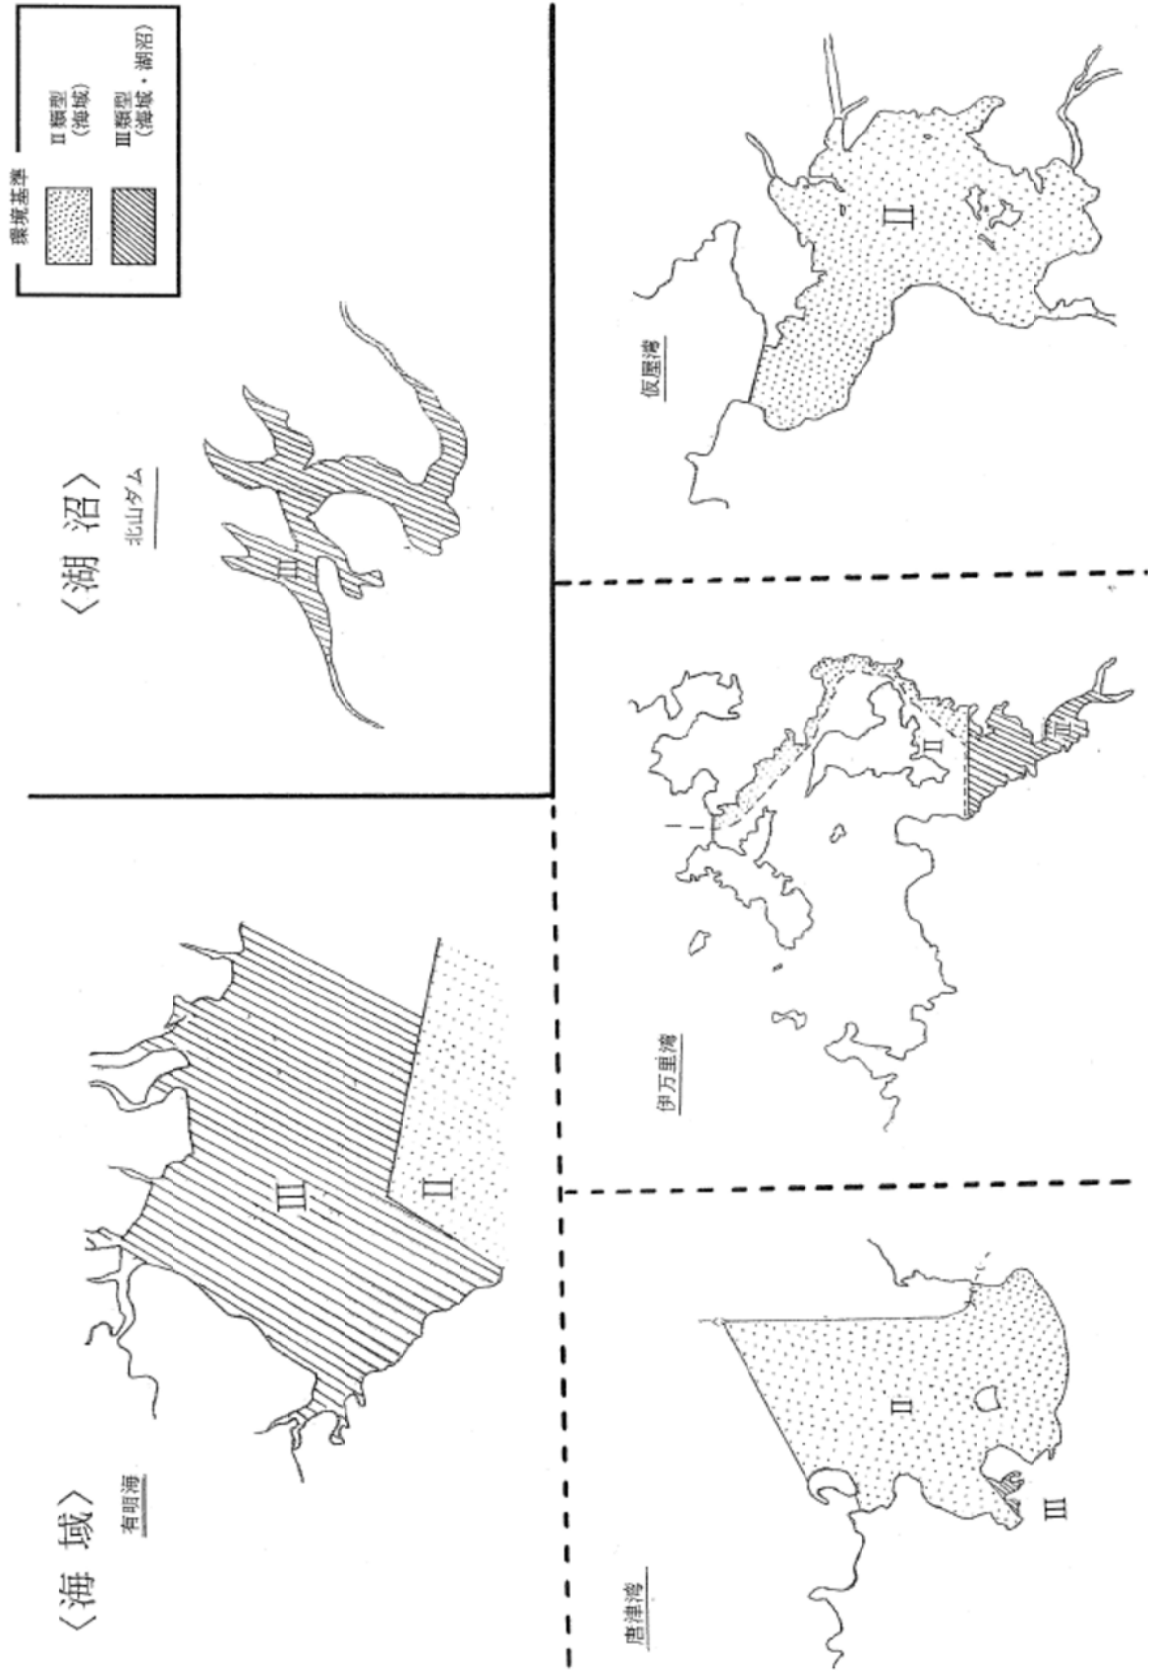 〈海 域〉
有明海
III
II
〈湖 沼〉
北山ダム
III
環境基準
II類型
(海域)
III類型
(海域・湖沼)
唐津湾
II
III
伊万里湾
II
III
仮屋湾
II